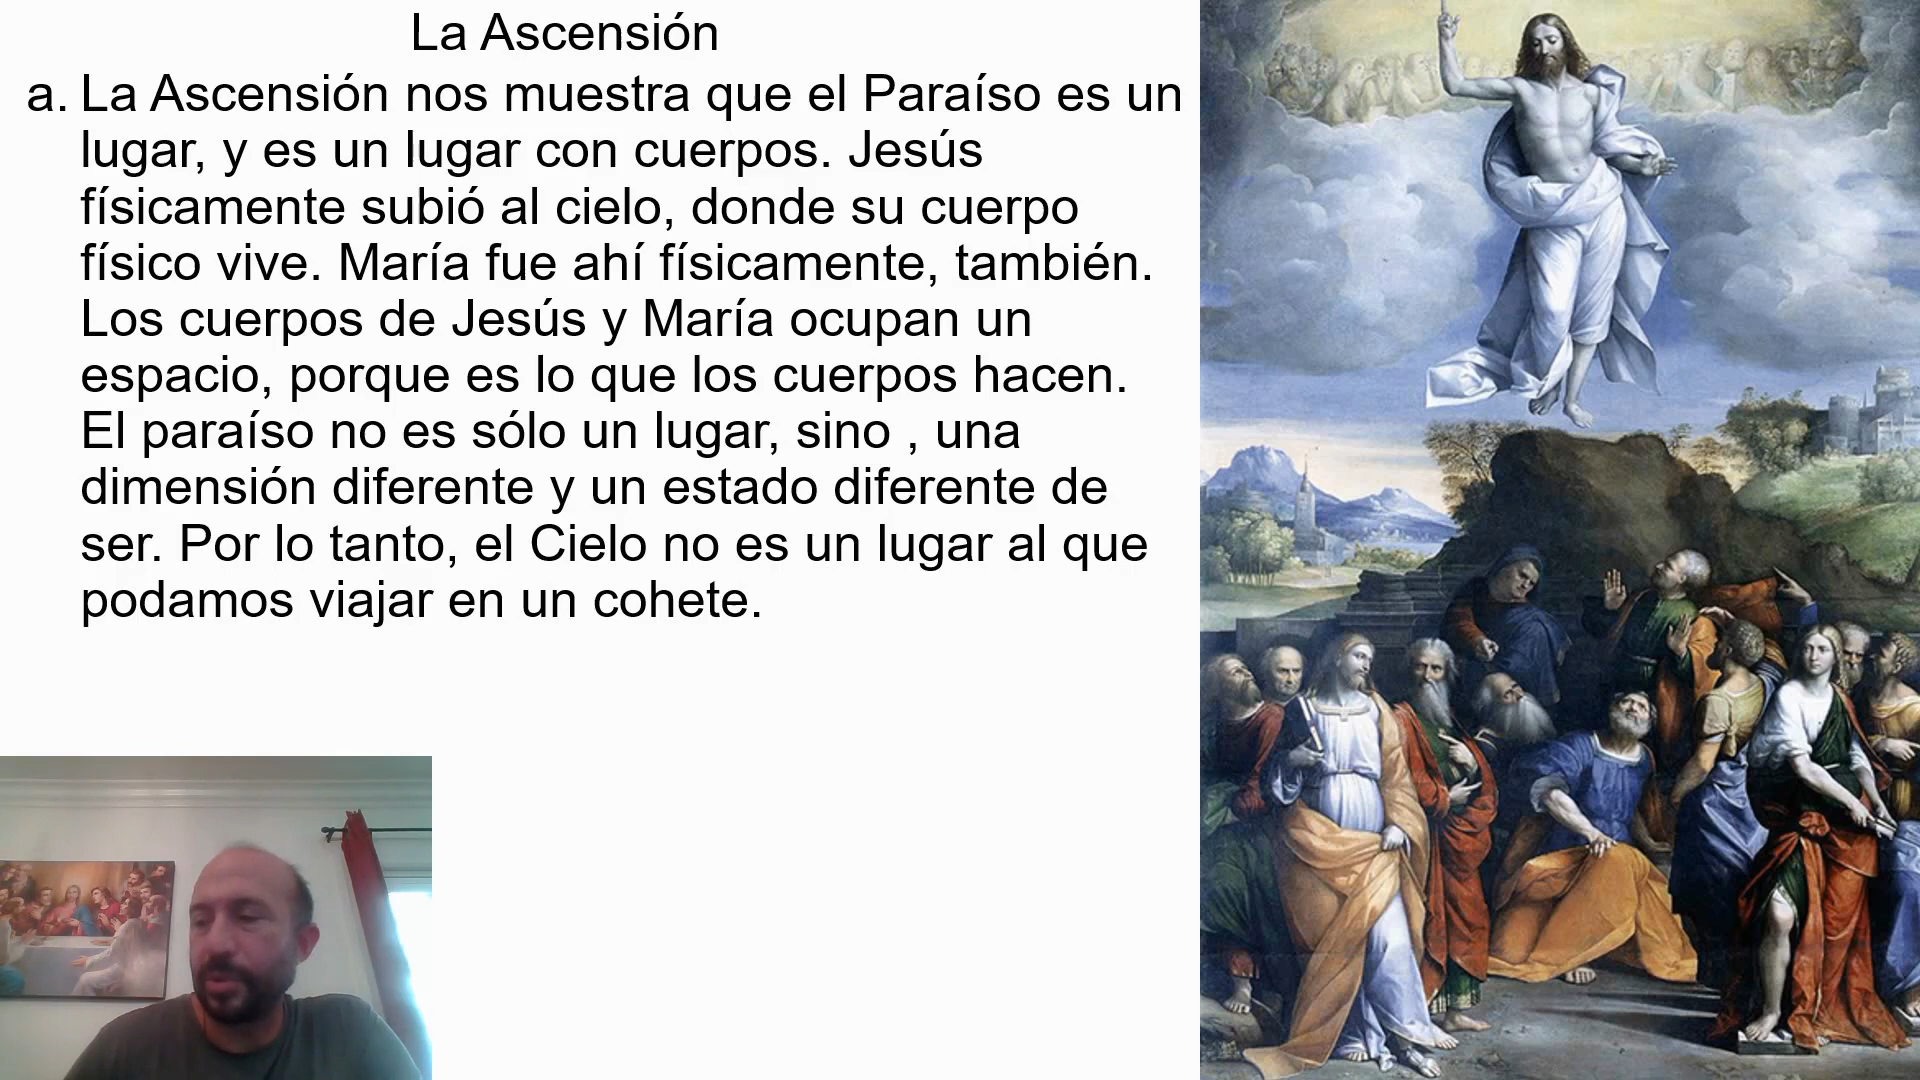 La Ascensión
a. La Ascensión nos muestra que el Paraíso es un
lugar, y es un lugar con cuerpos. Jesús
físicamente subió al cielo, donde su cuerpo
físico vive. María fue ahí físicamente, también.
Los cuerpos de Jesús y María ocupan un
espacio, porque es lo que los cuerpos hacen.
El paraíso no es sólo un lugar, sino , una
dimensión diferente y un estado diferente de
ser. Por lo tanto, el Cielo no es un lugar al que
podamos viajar en un cohete.